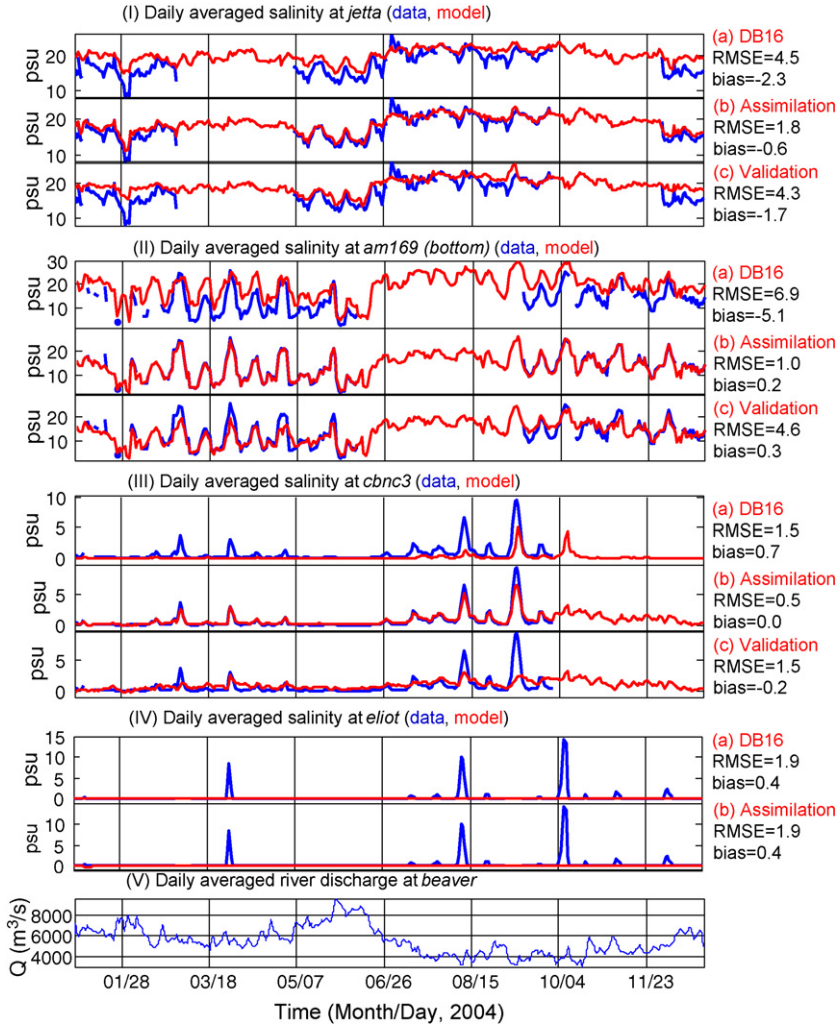 (I) Daily averaged salinity at jetta (data, model)
psu
20
10
(a) DB16
RMSE=4.5
bias=-2.3
psu
20
10
(b) Assimilation
RMSE=1.8
bias=-0.6
psu
20
10
(c) Validation
RMSE=4.3
bias=-1.7
(II) Daily averaged salinity at am169 (bottom) (data, model)
psu
30
20
10
(a) DB16
RMSE=6.9
bias=-5.1
psu
20
10
(b) Assimilation
RMSE=1.0
bias=0.2
psu
20
10
(c) Validation
RMSE=4.6
bias=0.3
(III) Daily averaged salinity at cbnc3 (data, model)
psu
10
5
0
(a) DB16
RMSE=1.5
bias=0.7
psu
5
0
(b) Assimilation
RMSE=0.5
bias=0.0
psu
5
0
(c) Validation
RMSE=1.5
bias=-0.2
(IV) Daily averaged salinity at eliot (data, model)
psu
15
10
5
0
(a) DB16
RMSE=1.9
bias=0.4
psu
10
5
0
(b) Assimilation
RMSE=1.9
bias=0.4
(V) Daily averaged river discharge at beaver
Q (m³/s)
8000
6000
4000
01/28 03/18 05/07 06/26 08/15 10/04 11/23
Time (Month/Day, 2004)